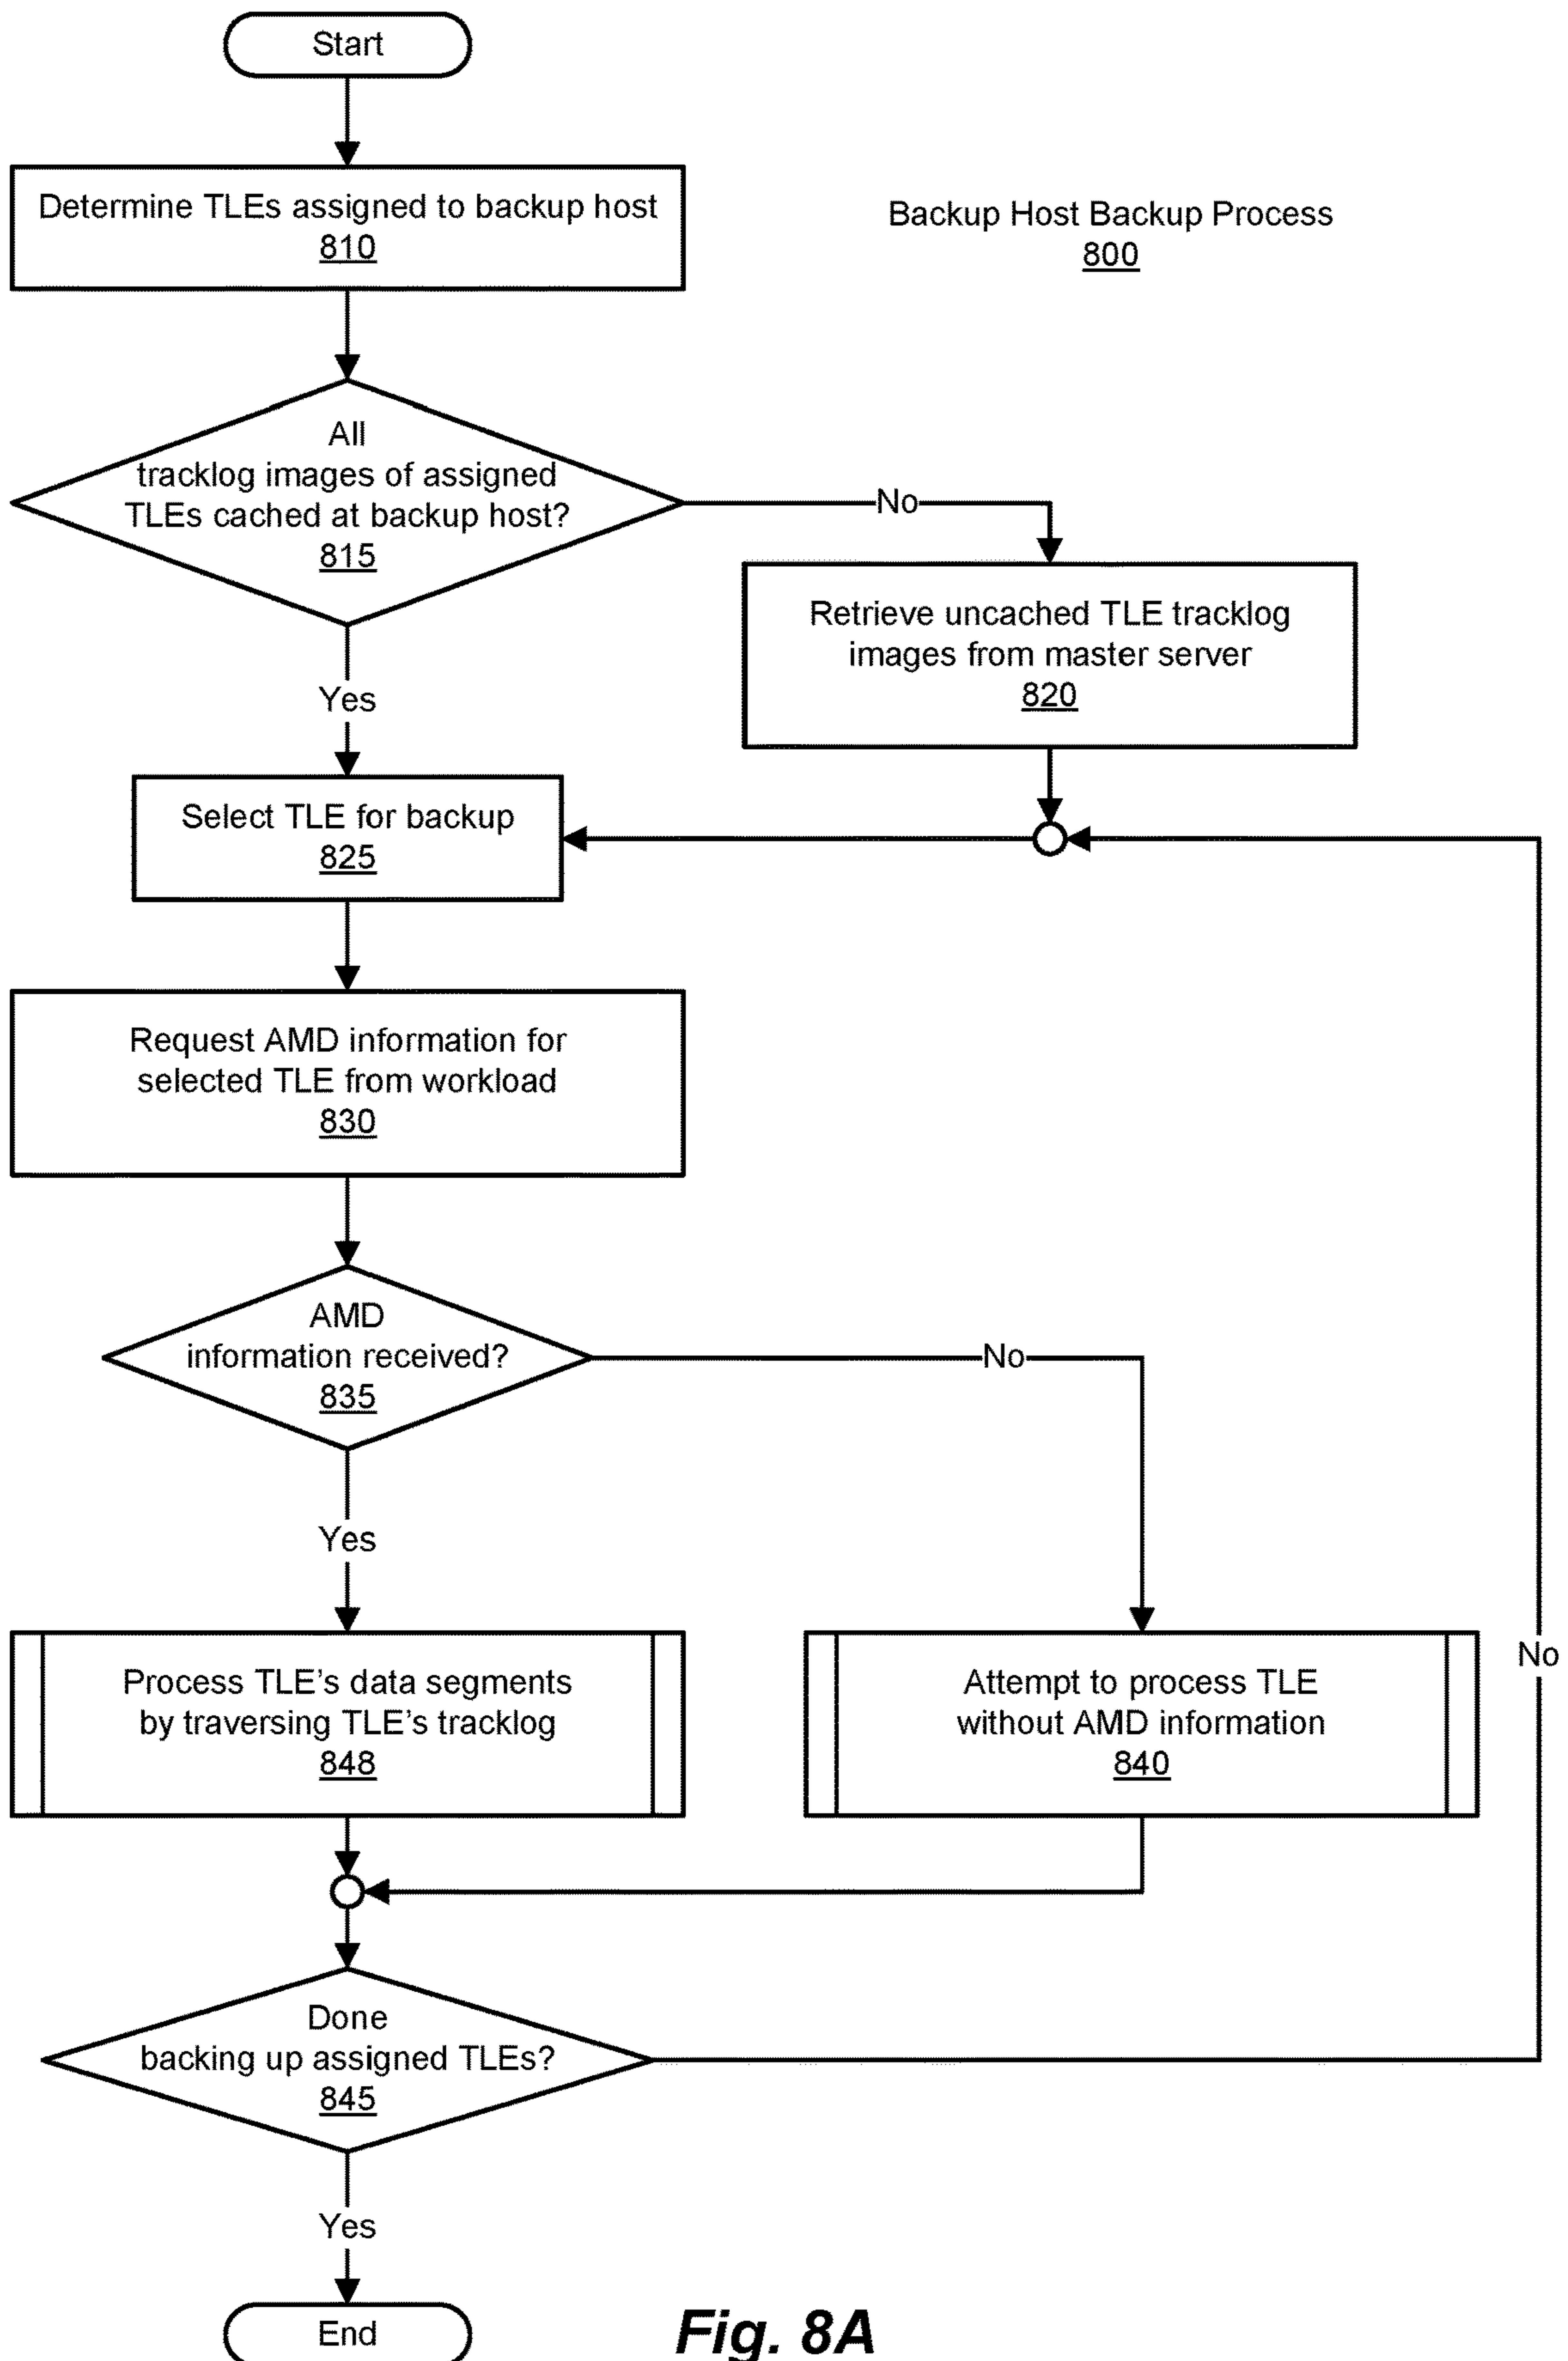 Start
Determine TLEs assigned to backup host
810
Backup Host Backup Process
800
All
tracklog images of assigned
TLEs cached at backup host?
815
No
Retrieve uncached TLE tracklog
images from master server
820
Yes
Select TLE for backup
825
Request AMD information for
selected TLE from workload
830
AMD
information received?
835
No
Yes
Process TLE’s data segments
by traversing TLE’s tracklog
848
Attempt to process TLE
without AMD information
840
No
Done
backing up assigned TLEs?
845
Yes
End
Fig. 8A